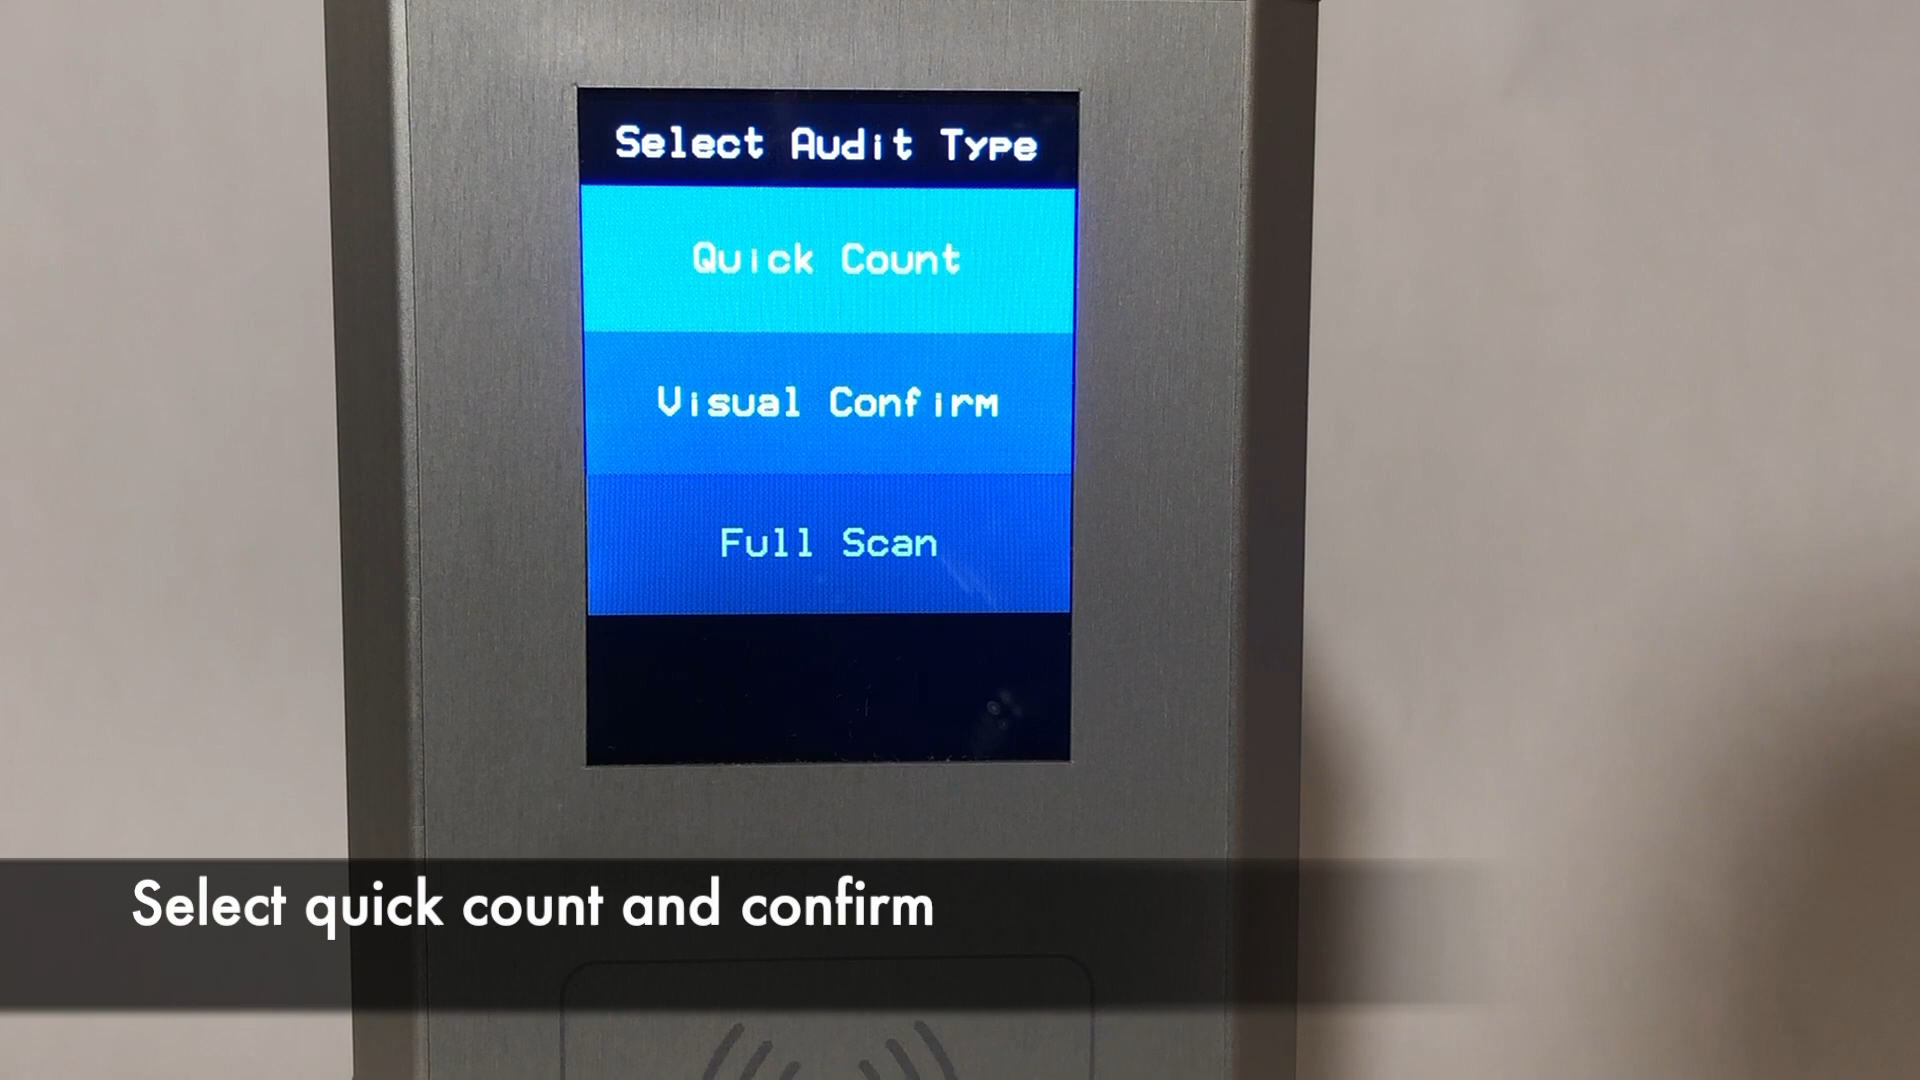 Select Audit Type
Quick Count
Visual Confirm
Full Scan
Select quick count and confirm